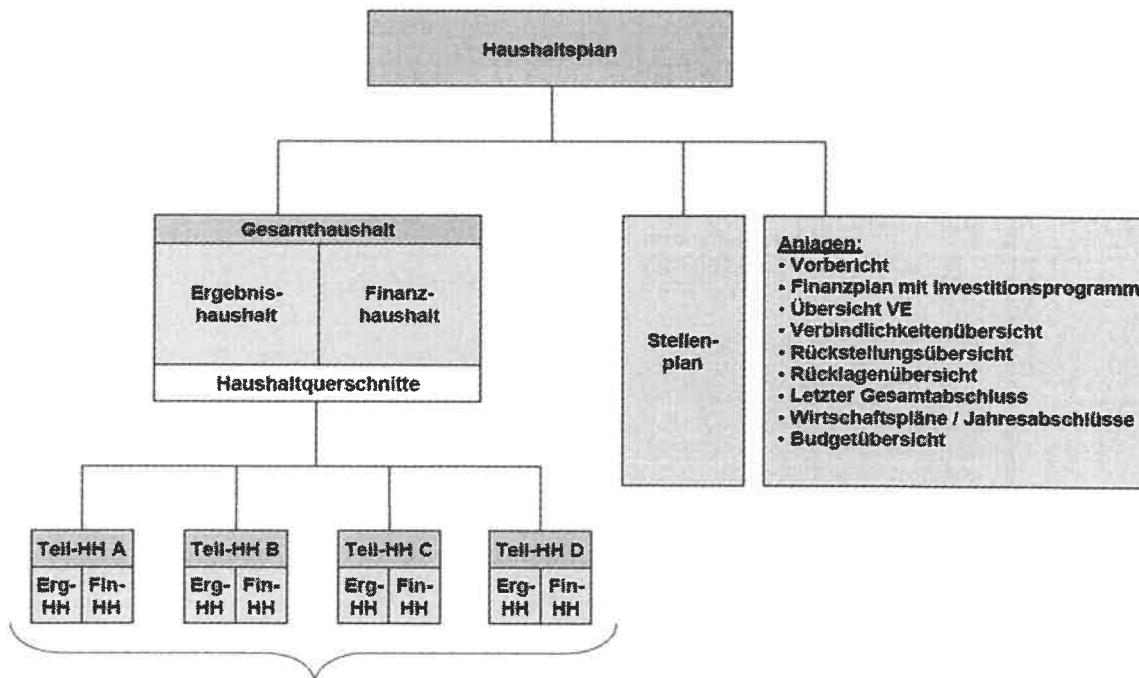 Haushaltsplan
Gesamthaushalt
Ergebnis-
haushalt
Finanz-
haushalt
Haushaltquerschnitte
Stellen-
plan
Anlagen:
• Vorbericht
• Finanzplan mit Investitionsprogramm
• Übersicht VE
• Verbindlichkeitenübersicht
• Rückstellungsübersicht
• Rücklagenübersicht
• Letzter Gesamtabschluss
• Wirtschaftspläne / Jahresabschlüsse
• Budgetübersicht
Teil-HH A
Erg-
HH
Fin-
HH
Teil-HH B
Erg-
HH
Fin-
HH
Teil-HH C
Erg-
HH
Fin-
HH
Teil-HH D
Erg-
HH
Fin-
HH